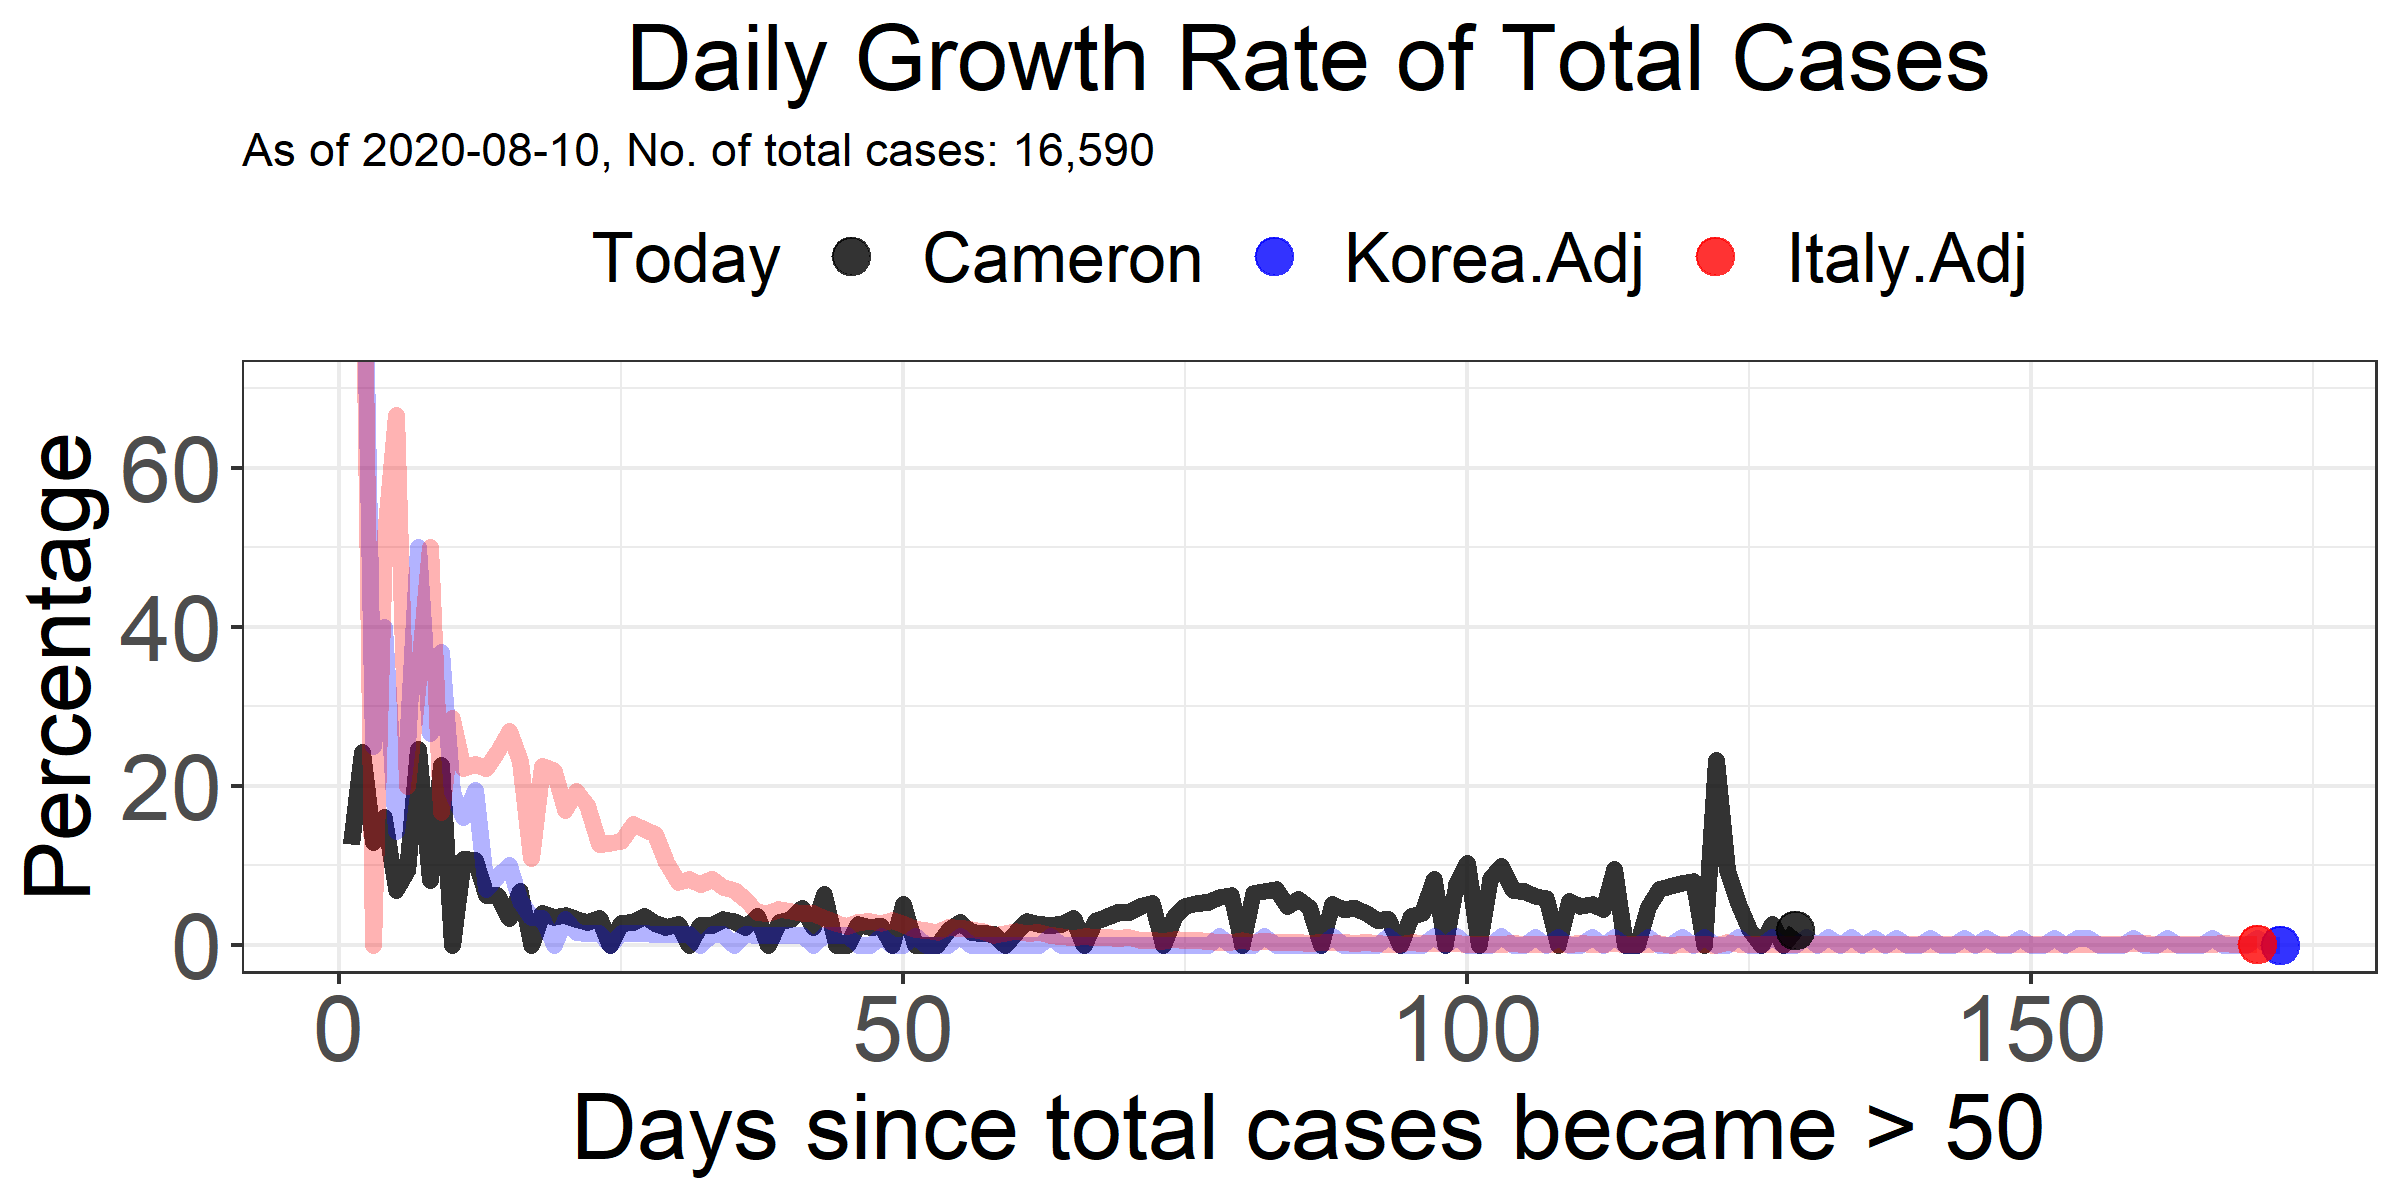 Daily Growth Rate of Total Cases
As of 2020-08-10, No. of total cases: 16,590
Today Cameron Korea.Adj Italy.Adj
Percentage
60
40
20
0
0 50 100 150
Days since total cases became > 50